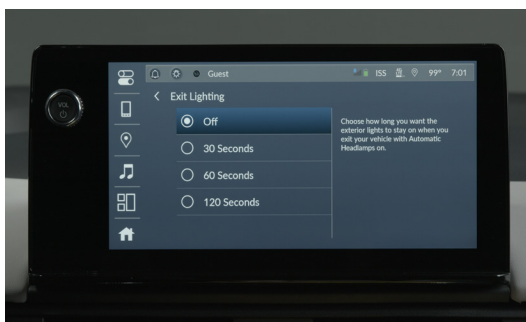 VOL
Guest
ISS
99°
7:01
Exit Lighting
Off
30 Seconds
60 Seconds
120 Seconds
Choose how long you want the
exterior lights to stay on when you
exit your vehicle with Automatic
Headlamps on.